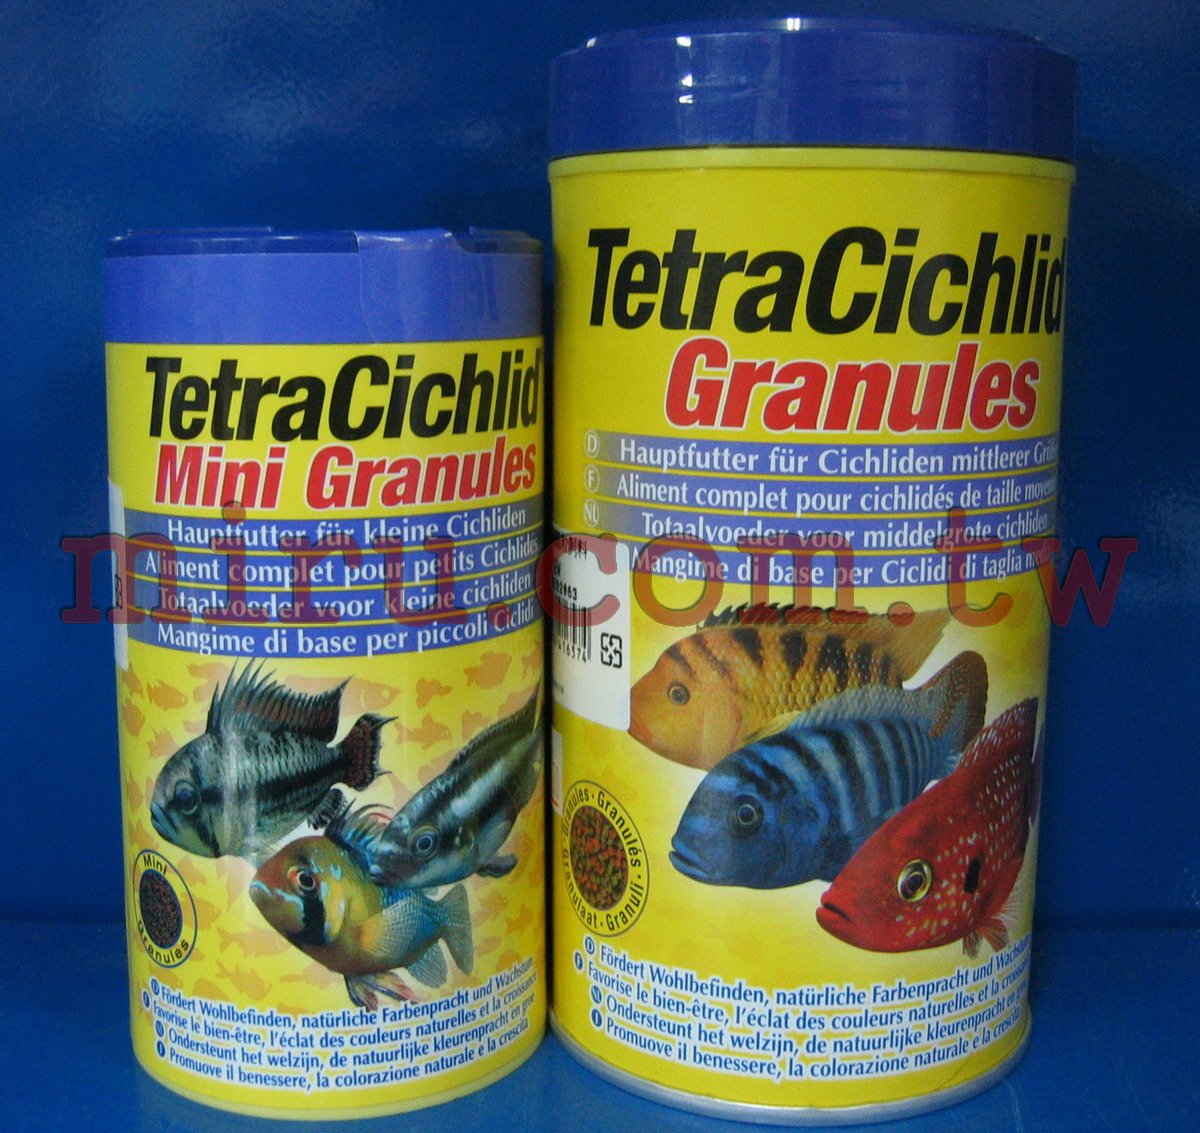 TetraCichlid
Mini Granules
Hauptfutter für kleine Cichliden
Aliment complet pour petits Cichlidés
Totaalvoeder voor kleine cichliden
Mangime di base per piccoli Ciclidi
Mini
Granules
D Fördert Wohlbefinden, natürliche Farbenpracht und Wachstum
F Favorise le bien-être, l'éclat des couleurs naturelles et la croissance
Ondersteunt het welzijn, de natuurlijke kleurenpracht en groe
I Promuove il benessere, la colorazione naturale e la crescita
TetraCichlid
Granules
D Hauptfutter für Cichliden mittlerer Größe
F Aliment complet pour cichlidés de taille moyen
NL Totaalvoeder voor middelgrote cichliden
Mangime di base per Ciclidi di taglia
Granules · Granulés
Granulaat · Granuli
D Fördert Wohlbefinden, natürliche Farbenpracht und Wachstum
F Favorise le bien-être, l'éclat des couleurs naturelles et la croissance
N Ondersteunt het welzijn, de natuurlijke kleurenpracht en groe
I Promuove il benessere, la colorazione naturale e la crescita
miru.com.tw